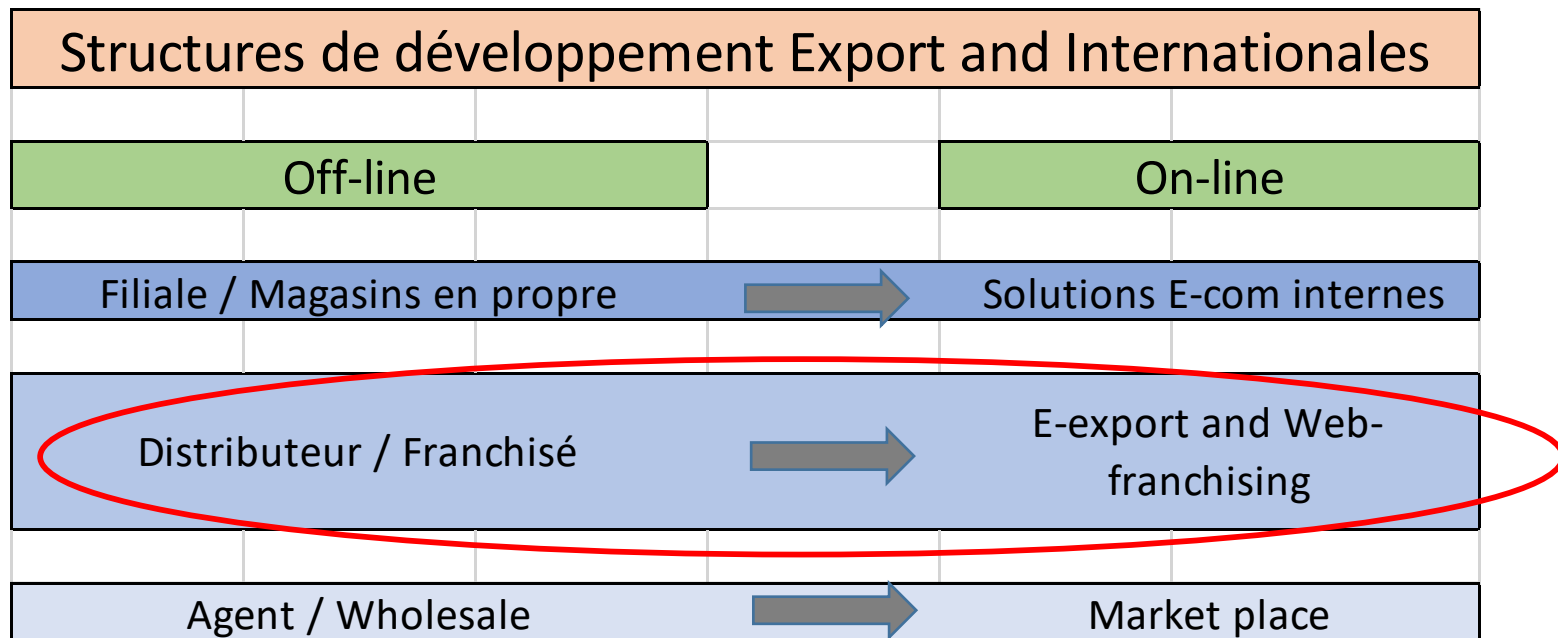 Structures de développement Export and Internationales
Off-line
On-line
Filiale / Magasins en propre
Solutions E-com internes
Distributeur / Franchisé
E-export and Web-
franchising
Agent / Wholesale
Market place